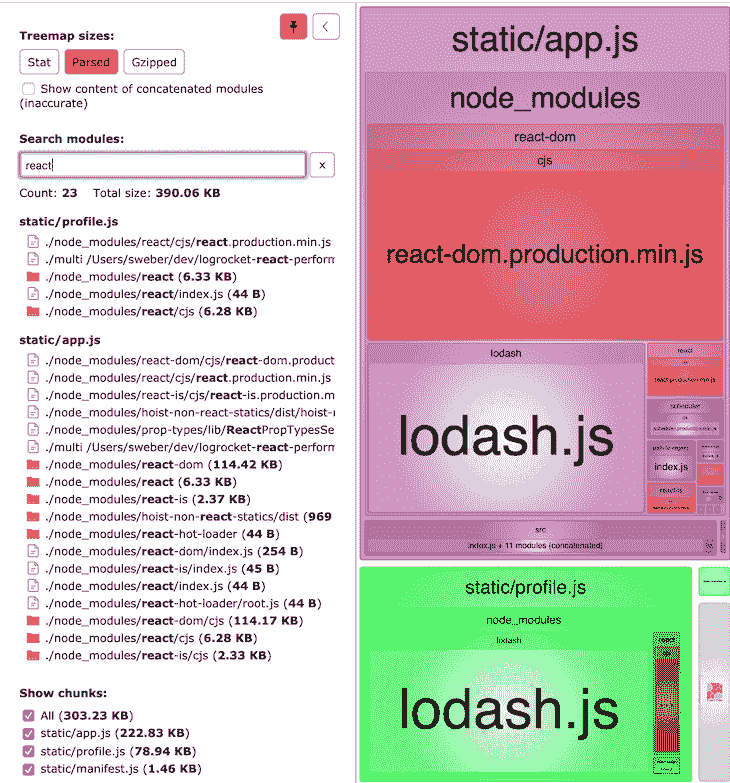 Treemap sizes:
Stat
Parsed
Gzipped
Show content of concatenated modules
(inaccurate)
Search modules:
react
x
Count: 23 Total size: 390.06 KB
static/profile.js
./node_modules/react/cjs/react.production.min.js
./multi /Users/sweber/dev/logrocket-react-perform
./node_modules/react (6.33 KB)
./node_modules/react/index.js (44 B)
./node_modules/react/cjs (6.28 KB)
static/app.js
./node_modules/react-dom/cjs/react-dom.product
./node_modules/react/cjs/react.production.min.js
./node_modules/react-is/cjs/react-is.production.m
./node_modules/hoist-non-react-statics/dist/hoist-r
./node_modules/prop-types/lib/ReactPropTypesSe
./multi /Users/sweber/dev/logrocket-react-perform
./node_modules/react-dom (114.42 KB)
./node_modules/react (6.33 KB)
./node_modules/react-is (2.37 KB)
./node_modules/hoist-non-react-statics/dist (969
./node_modules/react-hot-loader (44 B)
./node_modules/react-dom/index.js (254 B)
./node_modules/react-is/index.js (45 B)
./node_modules/react/index.js (44 B)
./node_modules/react-hot-loader/root.js (44 B)
./node_modules/react-dom/cjs (114.17 KB)
./node_modules/react/cjs (6.28 KB)
./node_modules/react-is/cjs (2.33 KB)
Show chunks:
All (303.23 KB)
static/app.js (222.83 KB)
static/profile.js (78.94 KB)
static/manifest.js (1.46 KB)
static/app.js
node_modules
react-dom
cjs
react-dom.production.min.js
lodash
lodash.js
react
react.production.min.js
scheduler
scheduler.production.min.js
index.js
react-is
src
index.js + 11 modules (concatenated)
static/profile.js
node_modules
lodash
lodash.js
react